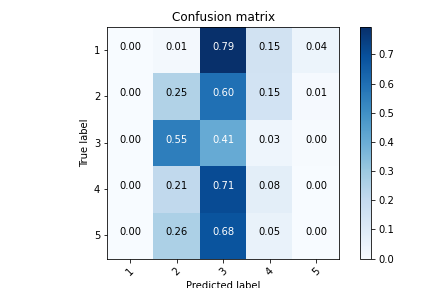 Confusion matrix
1 0.00 0.01 0.79 0.15 0.04
2 0.00 0.25 0.60 0.15 0.01
3 0.00 0.55 0.41 0.03 0.00
4 0.00 0.21 0.71 0.08 0.00
5 0.00 0.26 0.68 0.05 0.00
1 2 3 4 5
True label
Predicted label
0.7
0.6
0.5
0.4
0.3
0.2
0.1
0.0